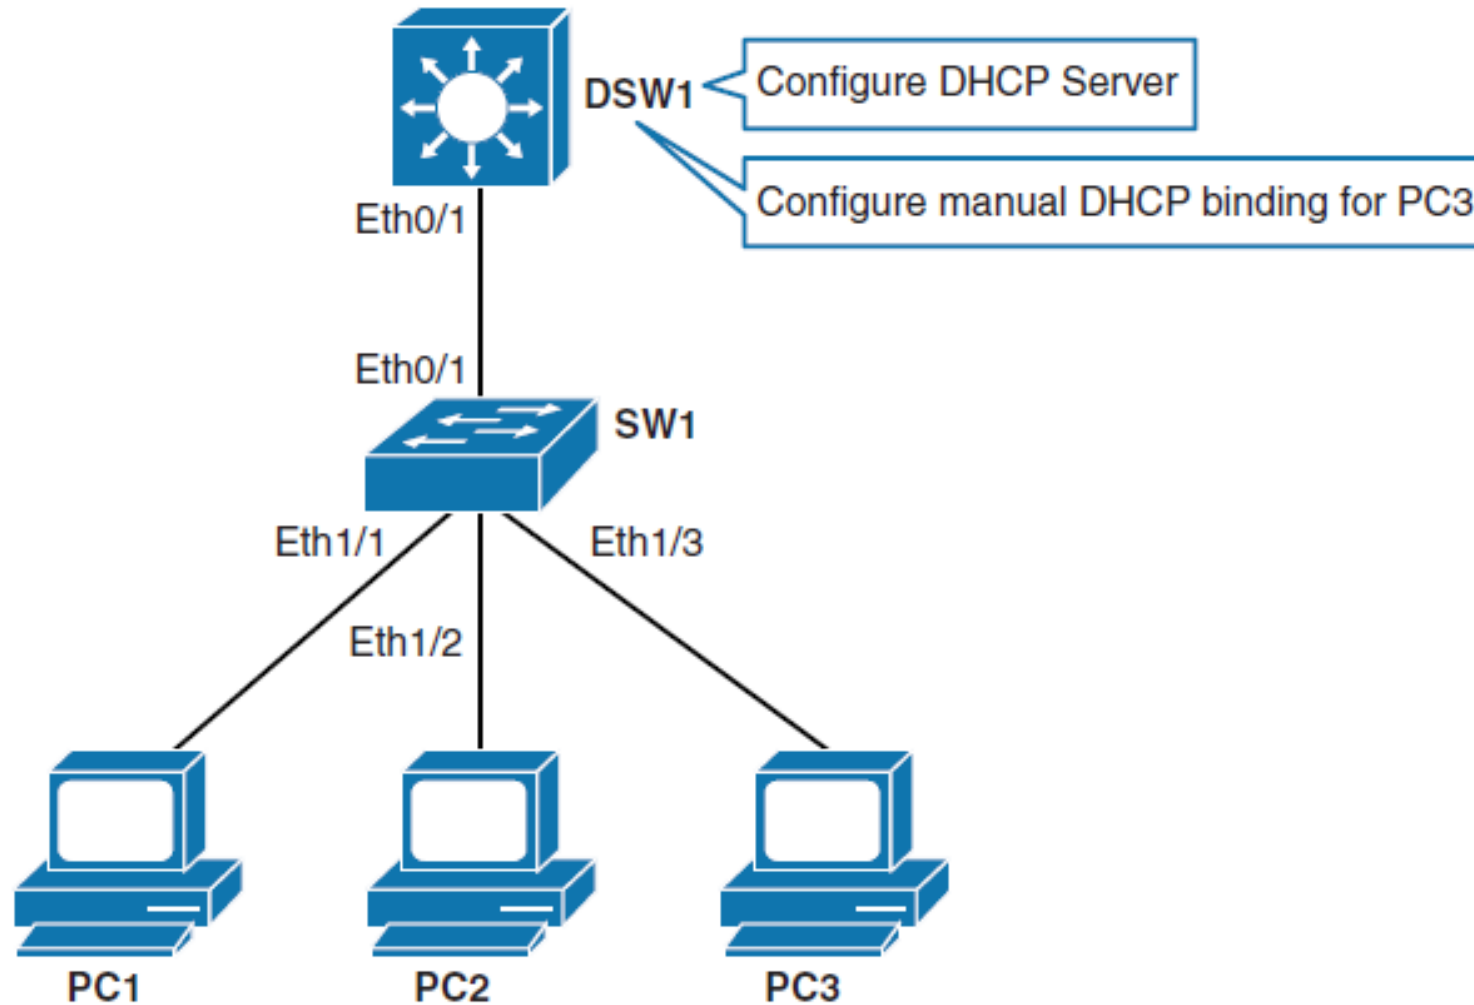 DSW1
Configure DHCP Server
Configure manual DHCP binding for PC3
Eth0/1
Eth0/1
SW1
Eth1/1
Eth1/3
Eth1/2
PC1
PC2
PC3